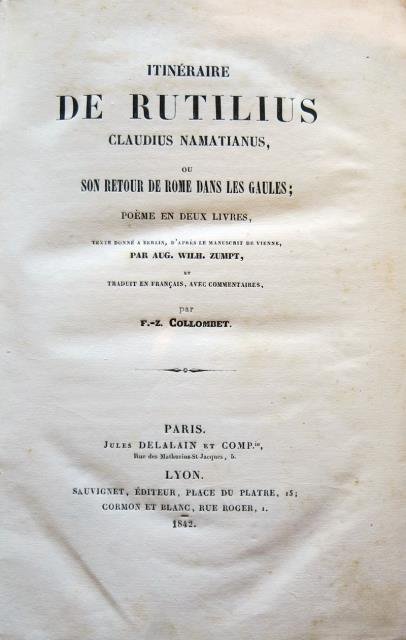 ITINÉRAIRE
DE RUTILIUS
CLAUDIUS NAMATIANUS,
OU
SON RETOUR DE ROME DANS LES GAULES;
POÈME EN DEUX LIVRES,
TEXTE DONNÉ A BERLIN, D'APRÈS LE MANUSCRIT DE VIENNE,
PAR AUG. WILH. ZUMPT,
ET
TRADUIT EN FRANÇAIS, AVEC COMMENTAIRES,
par
F.-Z. COLLOMBET.
PARIS.
JULES DELALAIN ET COMP.ie,
Rue des Mathurins-St-Jacques, 5.
LYON.
SAUVIGNET, ÉDITEUR, PLACE DU PLATRE, 15;
CORMON ET BLANC, RUE ROGER, 1.
1842.